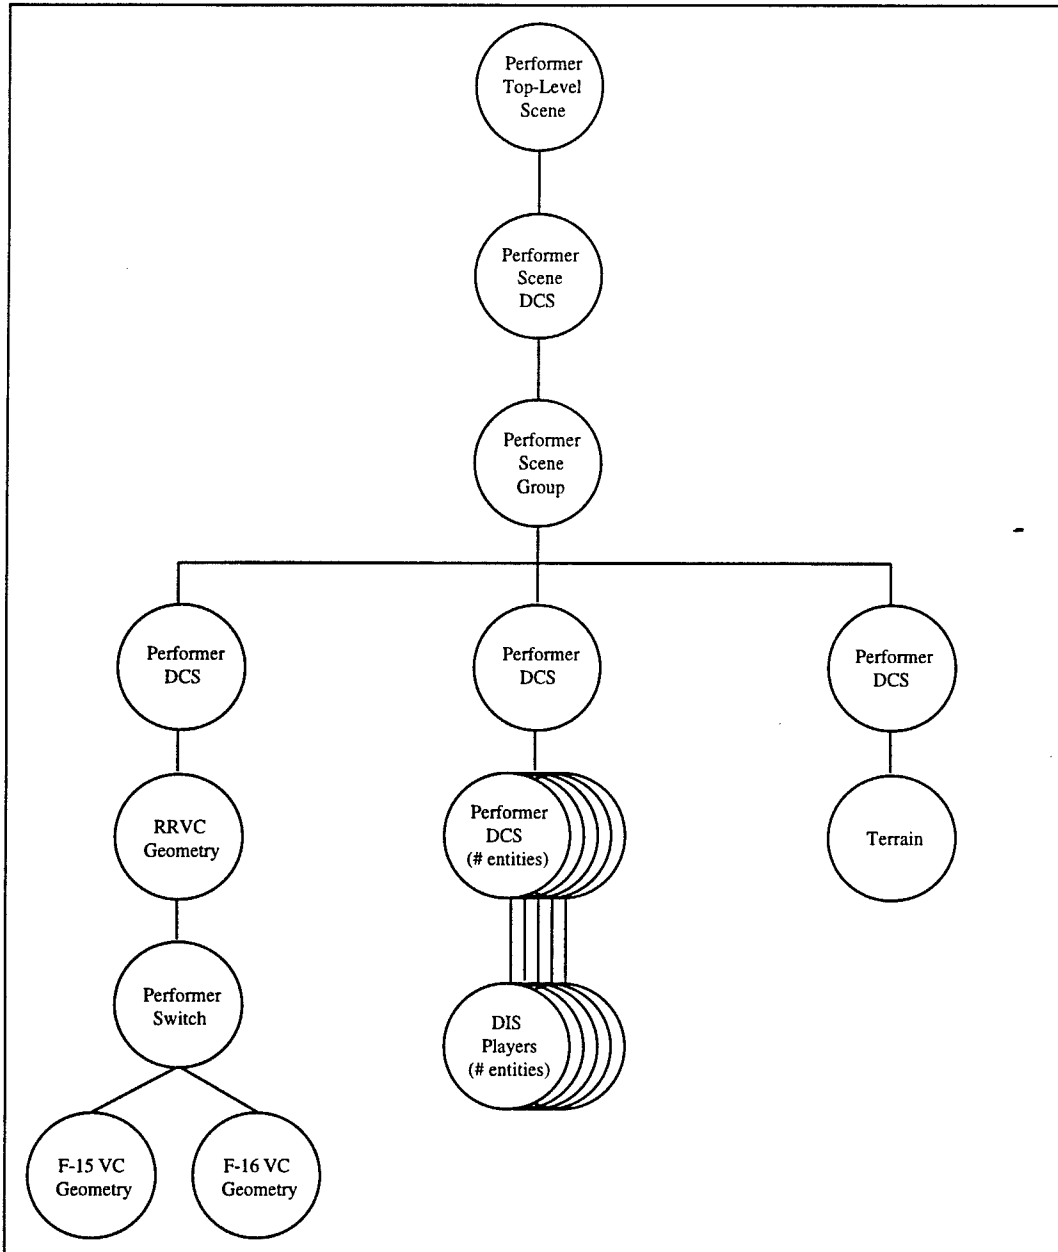 Performer
Top-Level
Scene
Performer
Scene
DCS
Performer
Scene
Group
Performer
DCS
Performer
DCS
Performer
DCS
RRVC
Geometry
Performer
DCS
(# entities)
Terrain
Performer
Switch
DIS
Players
(# entities)
F-15 VC
Geometry
F-16 VC
Geometry